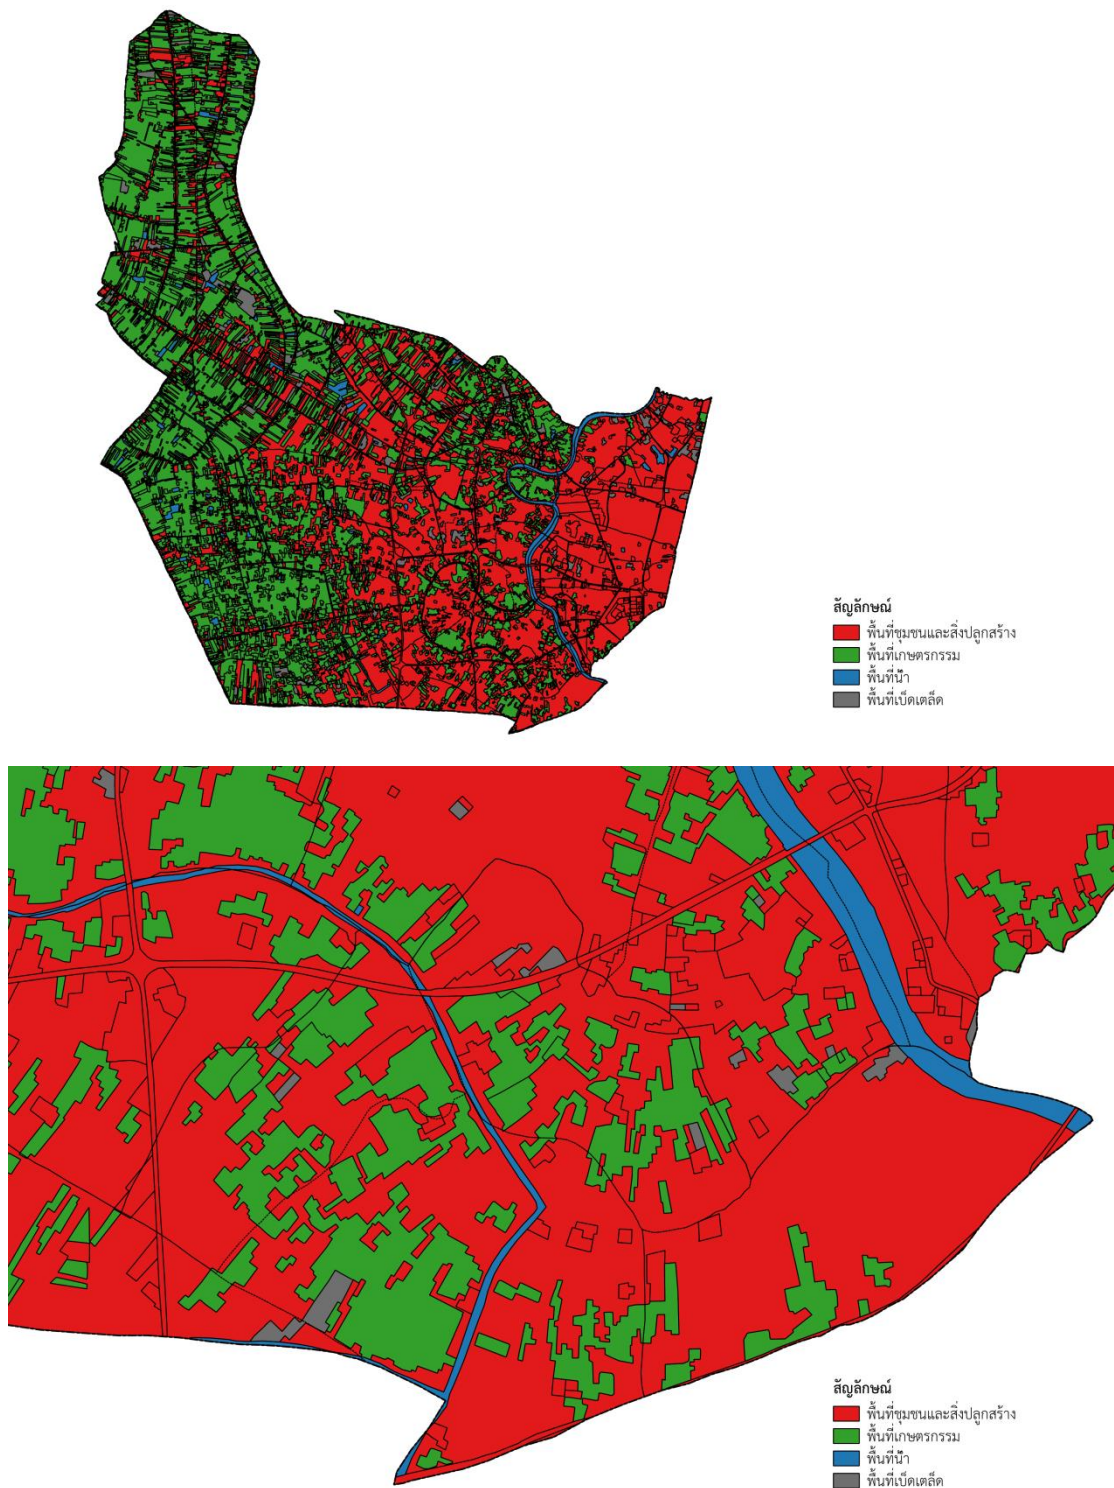 สัญลักษณ์
พื้นที่ชุมชนและสิ่งปลูกสร้าง
พื้นที่เกษตรกรรม
พื้นที่น้ำ
พื้นที่เบ็ดเตล็ด
สัญลักษณ์
พื้นที่ชุมชนและสิ่งปลูกสร้าง
พื้นที่เกษตรกรรม
พื้นที่น้ำ
พื้นที่เบ็ดเตล็ด